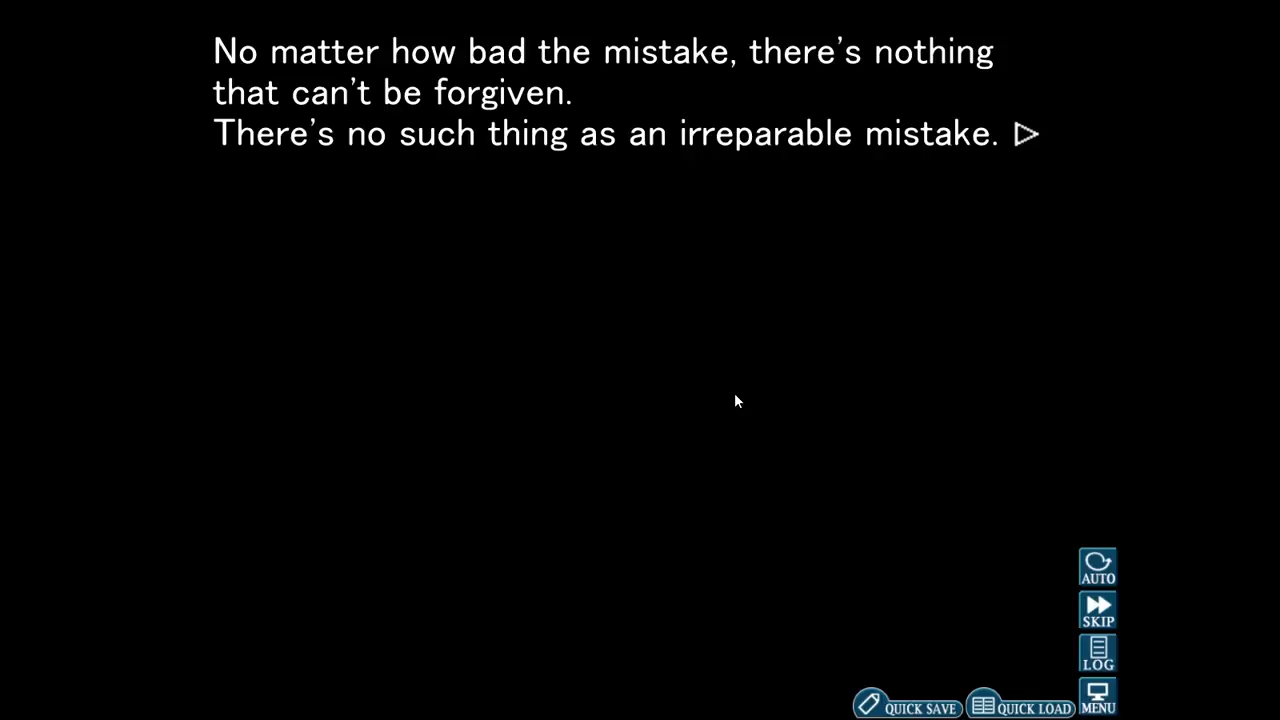 No matter how bad the mistake, there's nothing
that can't be forgiven.
There's no such thing as an irreparable mistake.
AUTO
SKIP
LOG
QUICK SAVE
QUICK LOAD
MENU